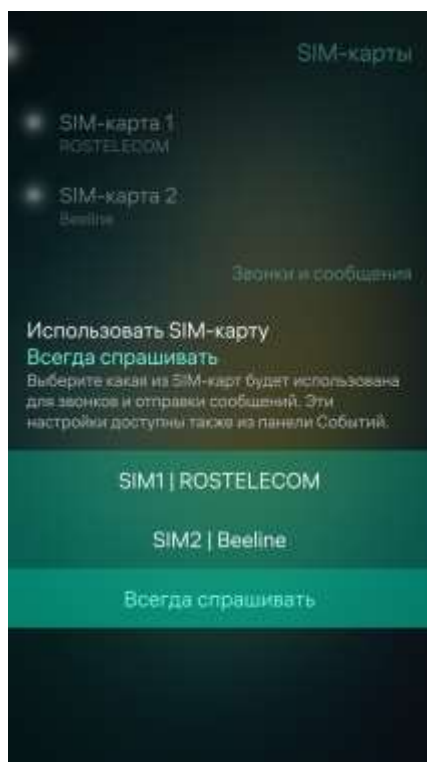 SIM-карты
SIM-карта 1
ROSTELECOM
SIM-карта 2
Beeline
Звонки и сообщения
Использовать SIM-карту
Всегда спрашивать
Выберите какая из SIM-карт будет использована
для звонков и отправки сообщений. Эти
настройки доступны также из панели Событий.
SIM1 | ROSTELECOM
SIM2 | Beeline
Всегда спрашивать